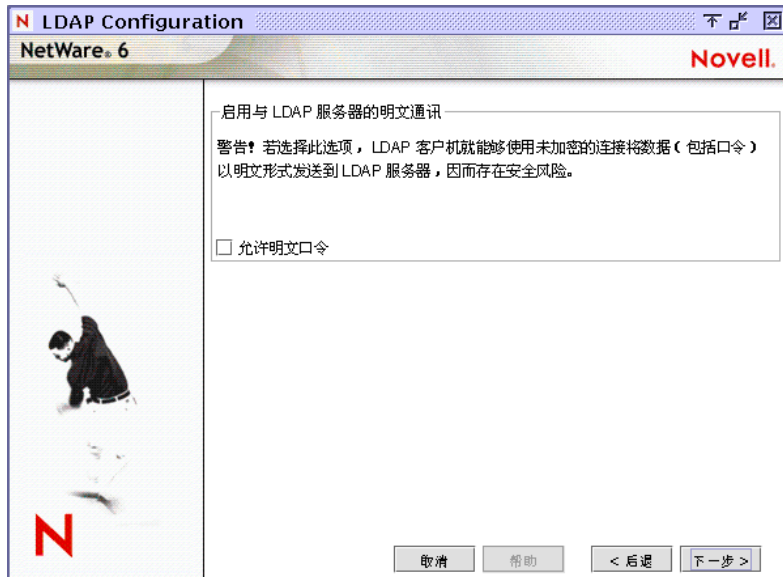 N LDAP Configuration
NetWare® 6
Novell.
启用与 LDAP 服务器的明文通讯
警告! 若选择此选项，LDAP 客户机就能够使用未加密的连接将数据（包括口令）
以明文形式发送到 LDAP 服务器，因而存在安全风险。
允许明文口令
N
取消 帮助 < 后退 下一步 >